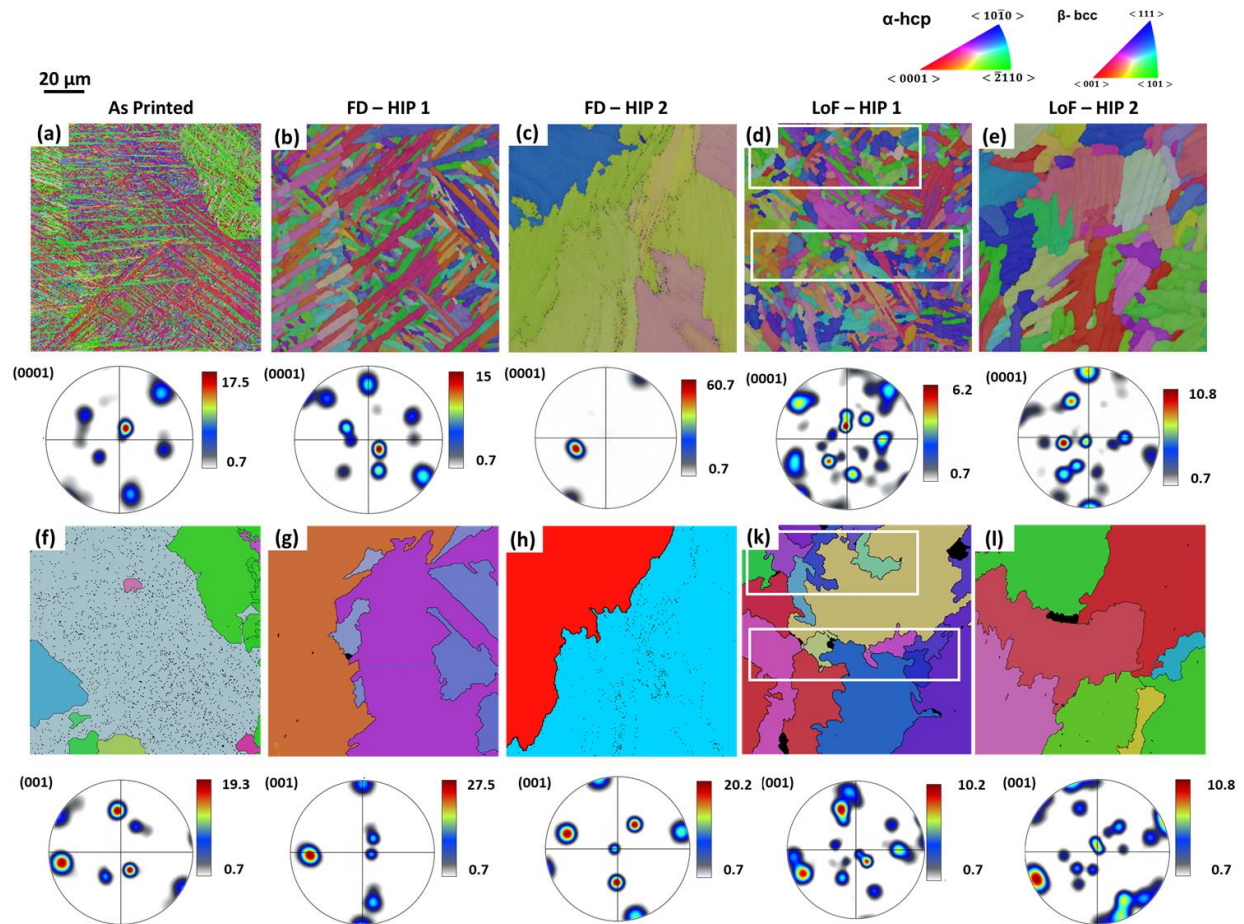 α-hcp
< 101̅0 >
< 0001 >
< 2̅110 >
β- bcc
< 111 >
< 001 >
< 101 >
20 µm
As Printed
FD – HIP 1
FD – HIP 2
LoF – HIP 1
LoF – HIP 2
(a)
(b)
(c)
(d)
(e)
(0001)
17.5
0.7
(0001)
15
0.7
(0001)
60.7
0.7
(0001)
6.2
0.7
(0001)
10.8
0.7
(f)
(g)
(h)
(k)
(l)
(001)
19.3
0.7
(001)
27.5
0.7
(001)
20.2
0.7
(001)
10.2
0.7
(001)
10.8
0.7